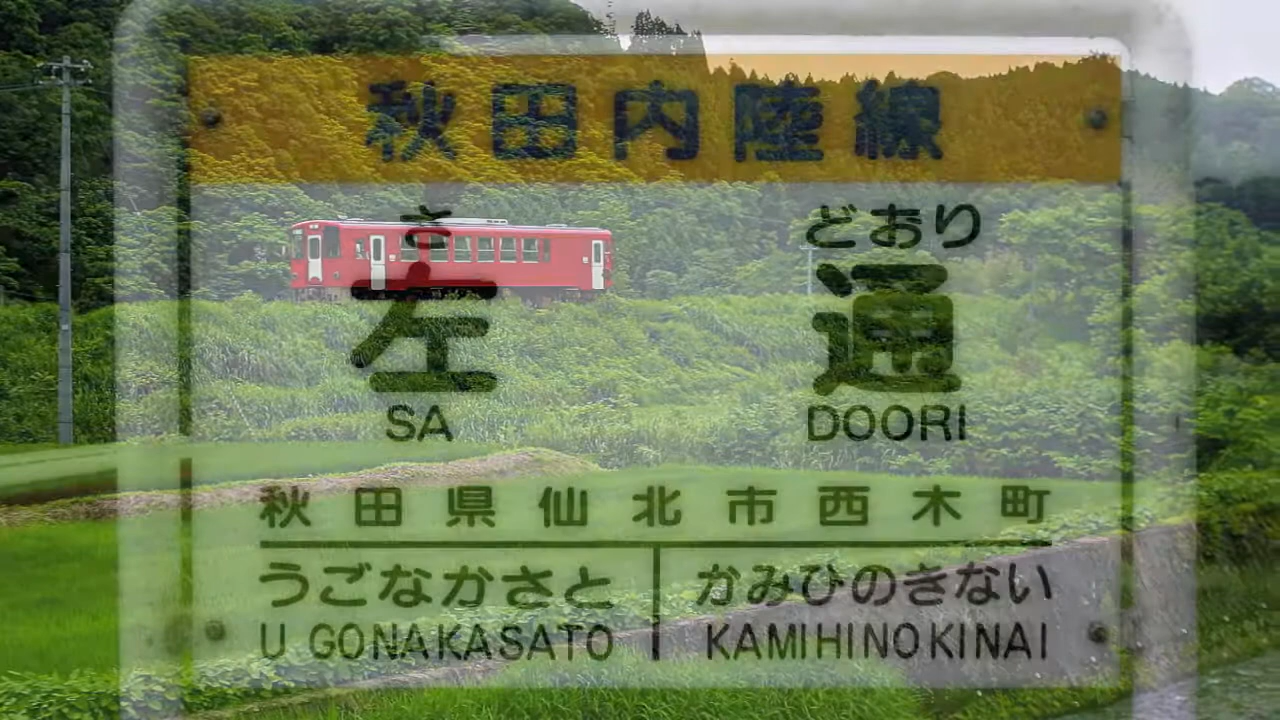 秋田内陸線
さ どおり
左 通
SA DOORI
秋田県仙北市西木町
うごなかさと かみひのきない
U GONAKASATO KAMIHINOKINAI